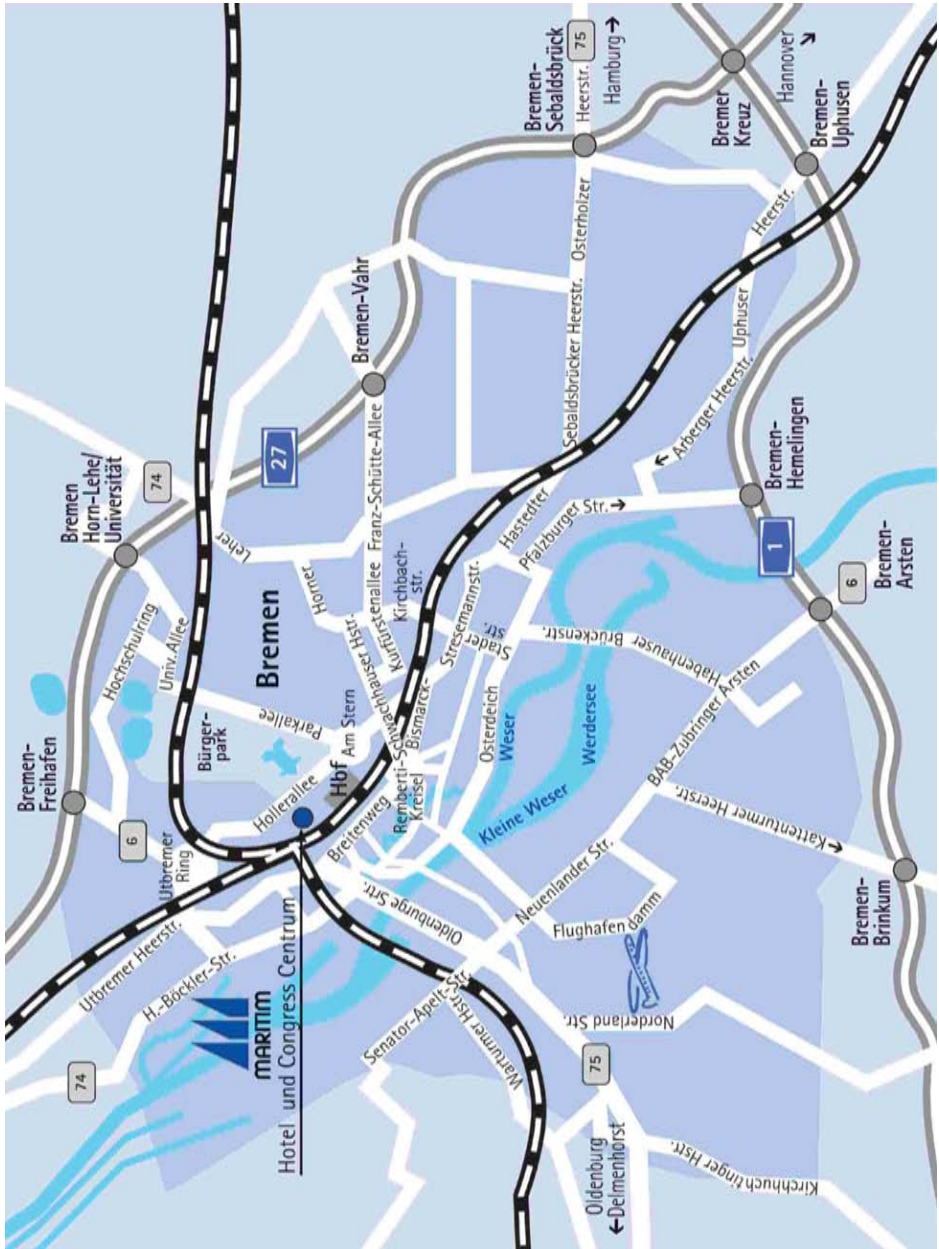 Bremen-
Freihafen
Bremen
Horn-Lehe/
Universität
74
27
Bremen-Vahr
Bremen-
Sebaldsbrück
75
Heerstr.
Hamburg→
Bremer
Kreuz
Hannover
→
Bremen-
Uphusen
6
Utbremer
Ring
Hochschulring
Univ.Allee
Bürger-
park
Parkallee
Hollerallee
Am Stern
Hbf
Bremen
Leher
Horner
Schwachhauser Hstr.
Kurfürstenallee
Franz-Schütte-Allee
Kirchbach-
str.
Bismarck-
Stresemannstr.
Stader
str.
Hastedter
Pfalzburger Str. →
Sebaldsbrücker Heerstr.
Osterholzer
Uphuser
Heerstr.
←Arberger Heerstr.
Bremen-
Hemelingen
1
Utbremer Heerstr.
H.-Böckler-Str.
74
MARITIM
Hotel und Congress Centrum
Breitenweg
Remberti-
Kreisel
Osterdeich
Weser
Werdersee
Kleine Weser
Habenhauser Brückenstr.
6
Bremen-
Arsten
BAB-Zubringer Arsten
Oldenburge Srtr.
Neuenlander Str.
Flughafendamm
←Kattenturmer Heerstr.
Bremen-
Brinkum
Senator-Apelt-Str.
Warturmer Hstr.
Norderland Str.
75
Oldenburg
←Delmenhorst
Kirchhuchtinger Hstr.